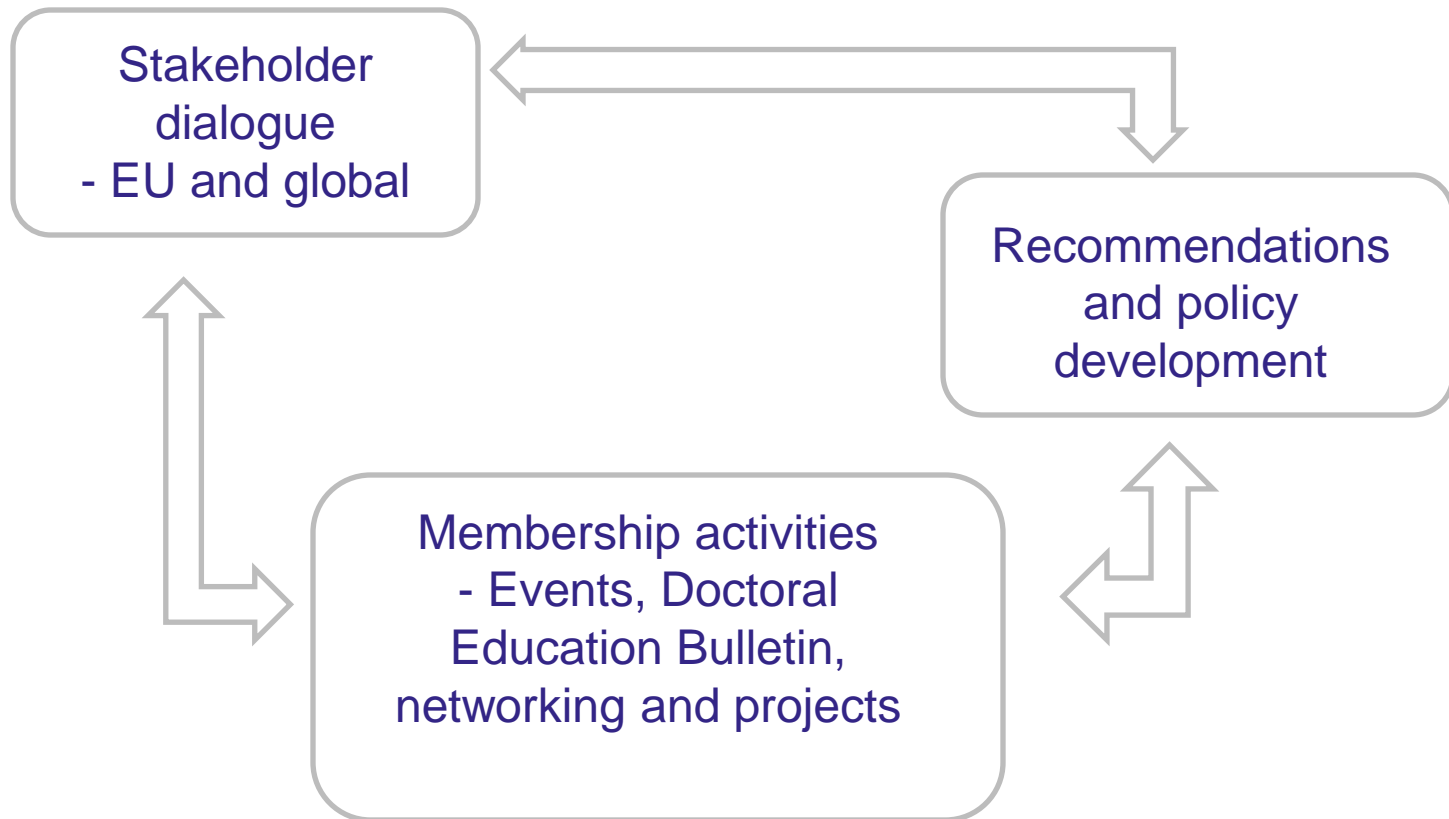 Stakeholder
dialogue
- EU and global
Recommendations
and policy
development
Membership activities
- Events, Doctoral
Education Bulletin,
networking and projects